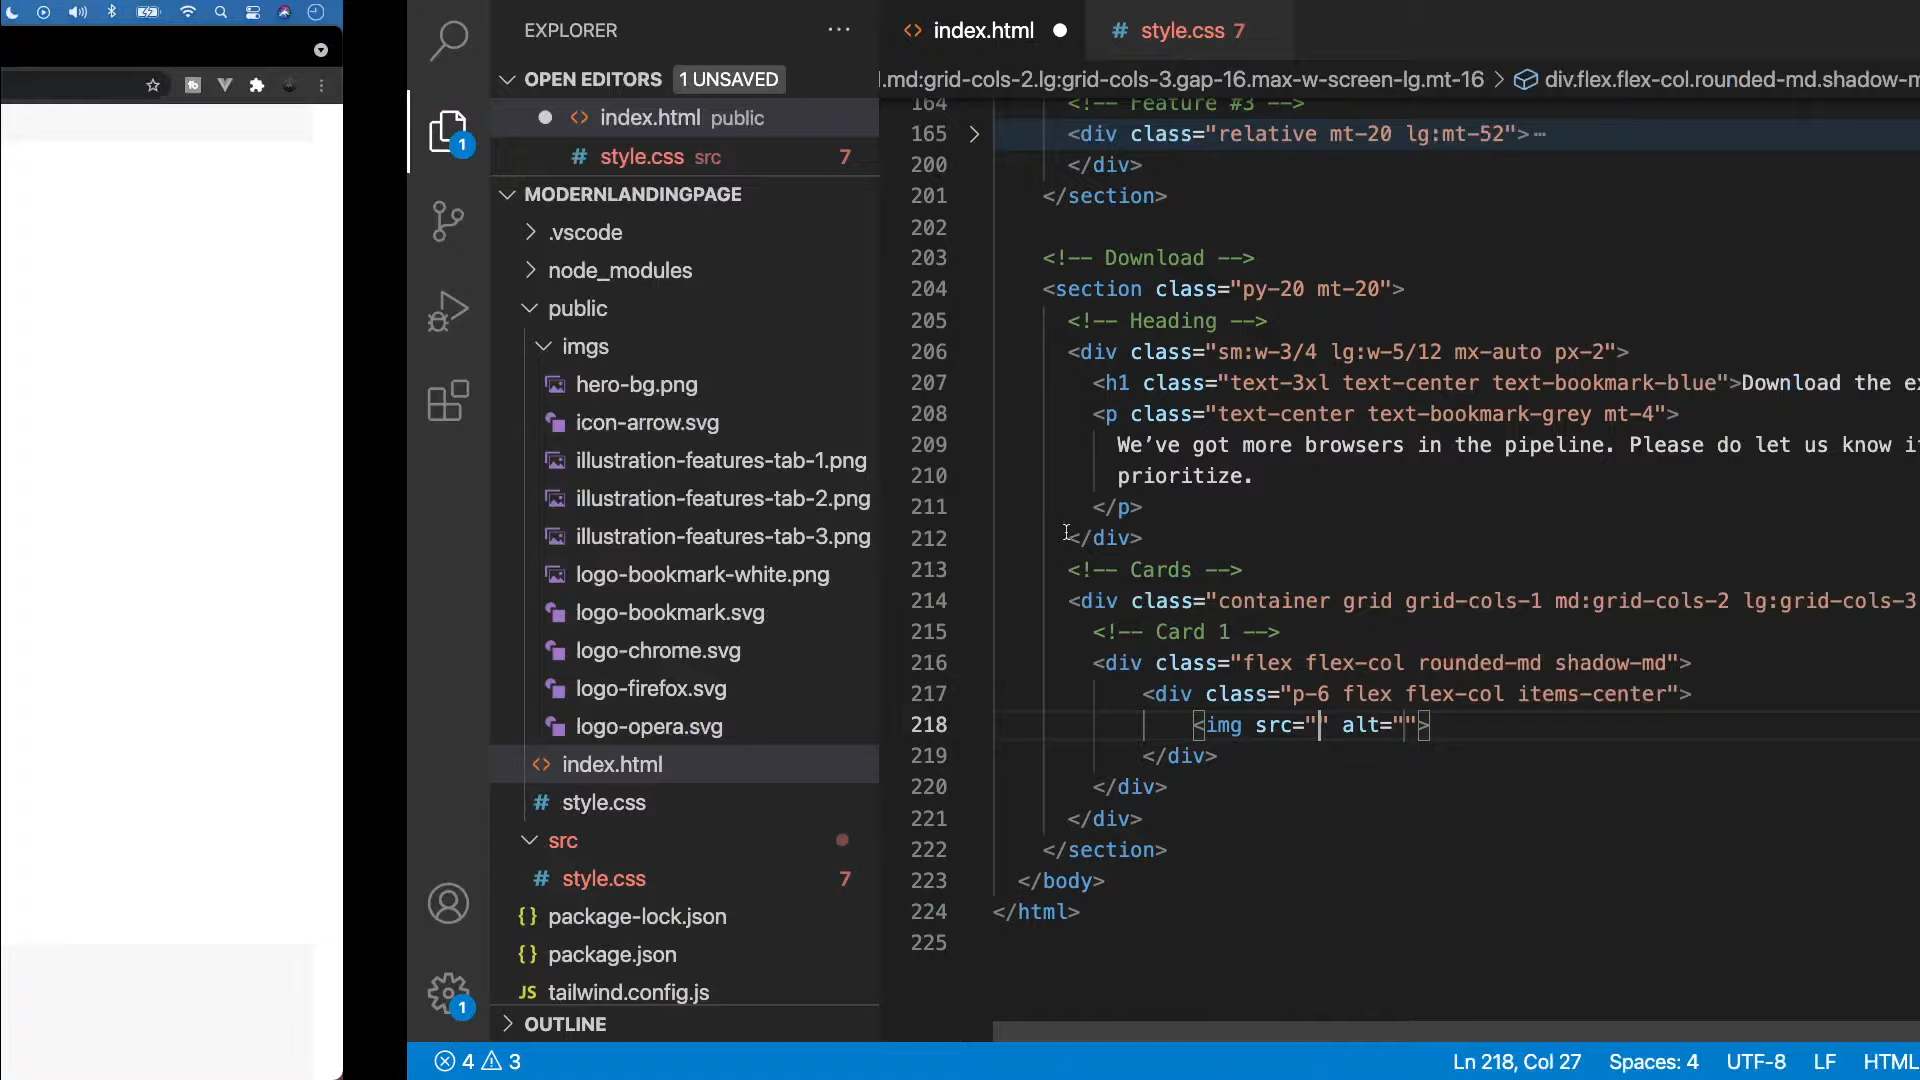 EXPLORER
OPEN EDITORS 1 UNSAVED
index.html public
# style.css src 7
MODERNLANDINGPAGE
.vscode
node_modules
public
imgs
hero-bg.png
icon-arrow.svg
illustration-features-tab-1.png
illustration-features-tab-2.png
illustration-features-tab-3.png
logo-bookmark-white.png
logo-bookmark.svg
logo-chrome.svg
logo-firefox.svg
logo-opera.svg
index.html
# style.css
src
# style.css 7
{} package-lock.json
{} package.json
JS tailwind.config.js
OUTLINE
1
1
index.html
# style.css 7
l.md:grid-cols-2.lg:grid-cols-3.gap-16.max-w-screen-lg.mt-16 > div.flex.flex-col.rounded-md.shadow-m
164 <!-- Feature #3 -->
165 <div class="relative mt-20 lg:mt-52">⋯
200 </div>
201 </section>
202
203 <!-- Download -->
204 <section class="py-20 mt-20">
205 <!-- Heading -->
206 <div class="sm:w-3/4 lg:w-5/12 mx-auto px-2">
207 <h1 class="text-3xl text-center text-bookmark-blue">Download the ex
208 <p class="text-center text-bookmark-grey mt-4">
209 We’ve got more browsers in the pipeline. Please do let us know i
210 prioritize.
211 </p>
212 </div>
213 <!-- Cards -->
214 <div class="container grid grid-cols-1 md:grid-cols-2 lg:grid-cols-3
215 <!-- Card 1 -->
216 <div class="flex flex-col rounded-md shadow-md">
217 <div class="p-6 flex flex-col items-center">
218 <img src="" alt="">
219 </div>
220 </div>
221 </div>
222 </section>
223 </body>
224 </html>
225
4 3
Ln 218, Col 27 Spaces: 4 UTF-8 LF HTML